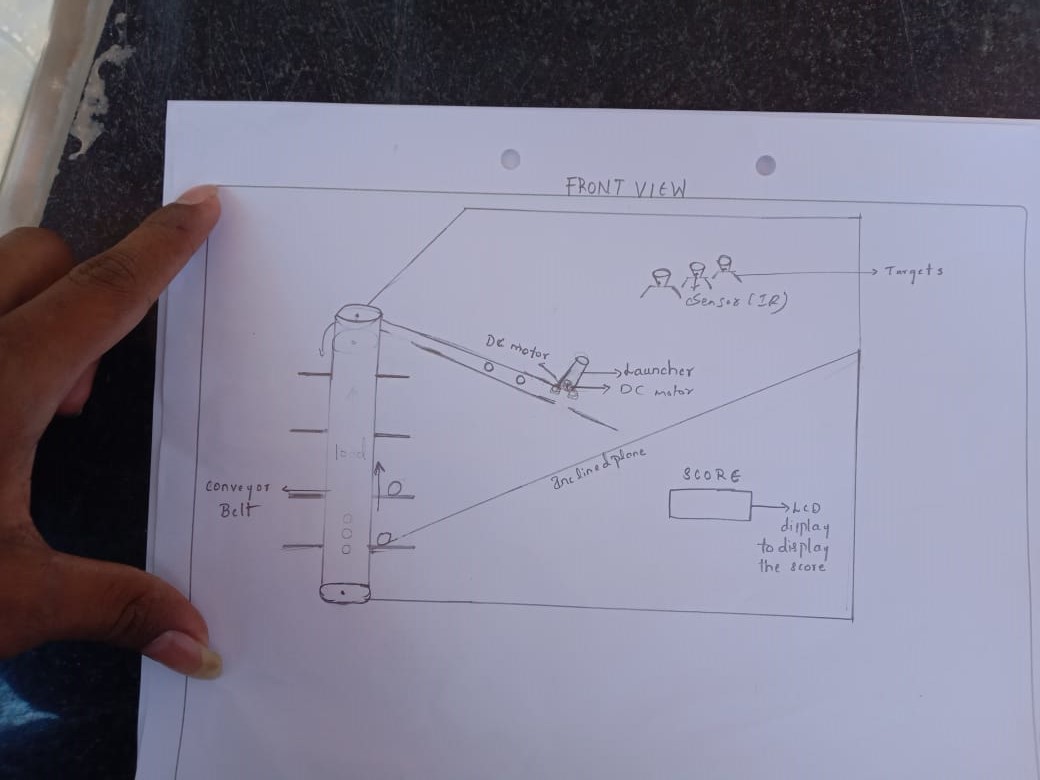 FRONT VIEW
Targets
Sensor (IR)
DC motor
Launcher
DC motor
Inclined plane
Conveyor
Belt
SCORE
LCD
display
to display
the score